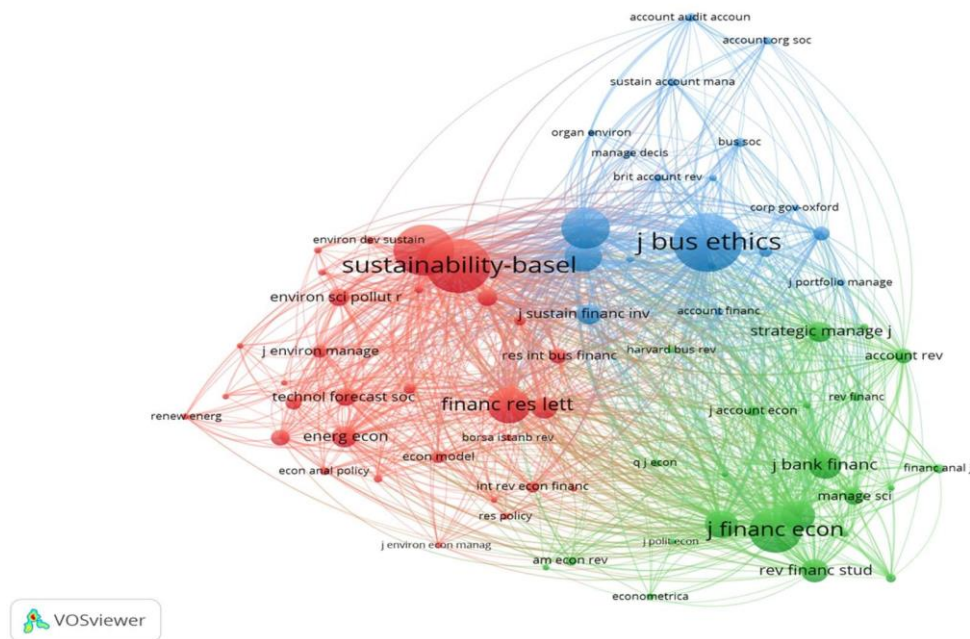 account audit accoun
account org soc
sustain account mana
organ environ
bus soc
manage decis
brit account rev
corp gov-oxford
environ dev sustain
j bus ethics
sustainability-basel
j portfolio manage
environ sci pollut r
j sustain financ inv
account financ
strategic manage j
j environ manage
res int bus financ
harvard bus rev
account rev
technol forecast soc
financ res lett
j account econ
rev financ
renew energ
energ econ
borsa istanb rev
econ model
q j econ
j bank financ
financ anal j
econ anal policy
int rev econ financ
manage sci
res policy
j financ econ
j environ econ manag
j polit econ
am econ rev
rev financ stud
econometrica
VOSviewer